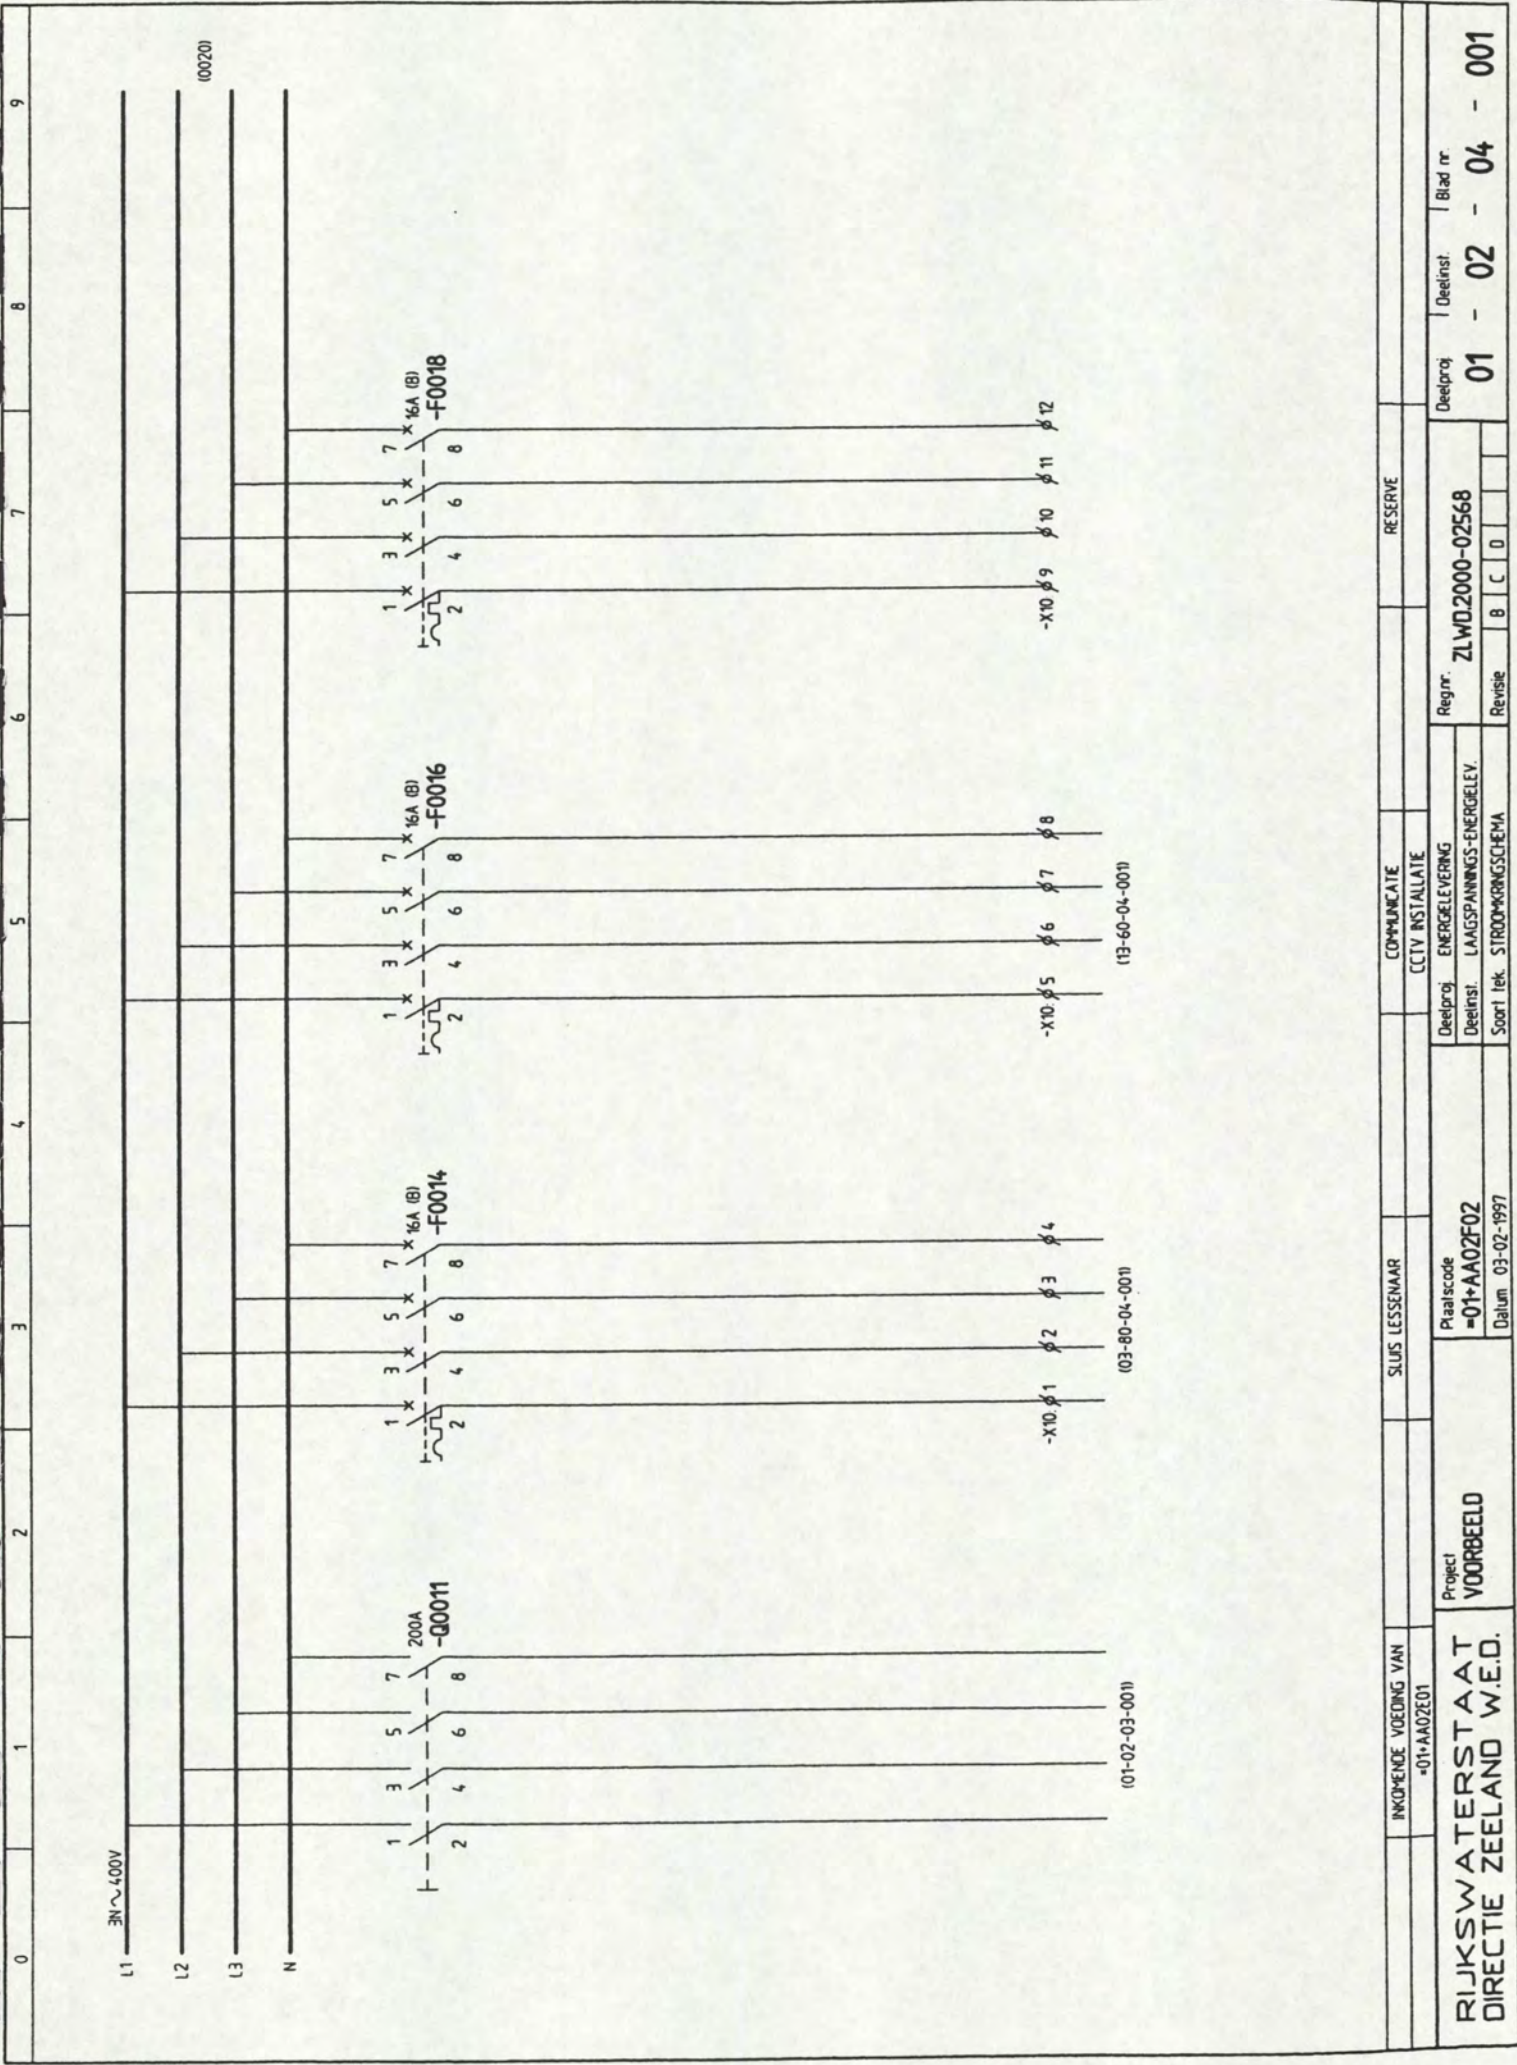 0 1 2 3 4 5 6 7 8 9
3N~400V
L1
L2
L3
N
(0020)
200A
-Q0011
1 3 5 7
2 4 6 8
(01-02-03-001)
16A (B)
-F0014
1 3 5 7
2 4 6 8
-X10: 1 2 3 4
(03-80-04-001)
16A (B)
-F0016
1 3 5 7
2 4 6 8
-X10: 5 6 7 8
(13-60-04-001)
16A (B)
-F0018
1 3 5 7
2 4 6 8
-X10 9 10 11 12
INKOMENDE VOEDING VAN
=01+AA02E01
SLUIS LESSENAAR
COMMUNICATIE
CCTV INSTALLATIE
RESERVE
RIJKSWATERSTAAT
DIRECTIE ZEELAND W.E.D.
Project
VOORBEELD
Plaatscode
=01+AA02F02
Datum 03-02-1997
Deelproj. ENERGIELEVERING
Deelinst. LAAGSPANNINGS-ENERGIELEV.
Soort tek. STROOMKRINGSCHEMA
Reg.nr.
ZLWD.2000-02568
Revisie B C D
Deelproj Deelinst. Blad nr.
01 - 02 - 04 - 001